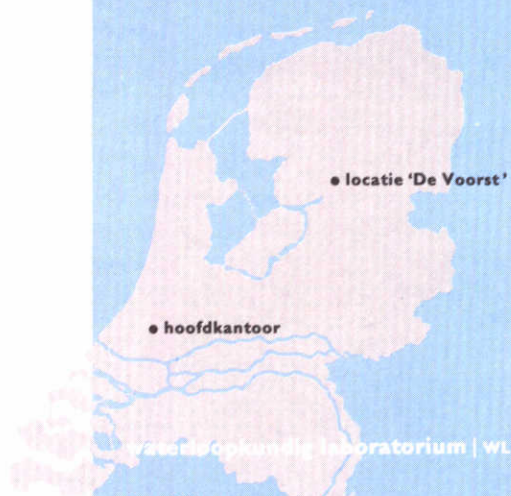 • locatie 'De Voorst'
• hoofdkantoor
waterloopkundig laboratorium | WL